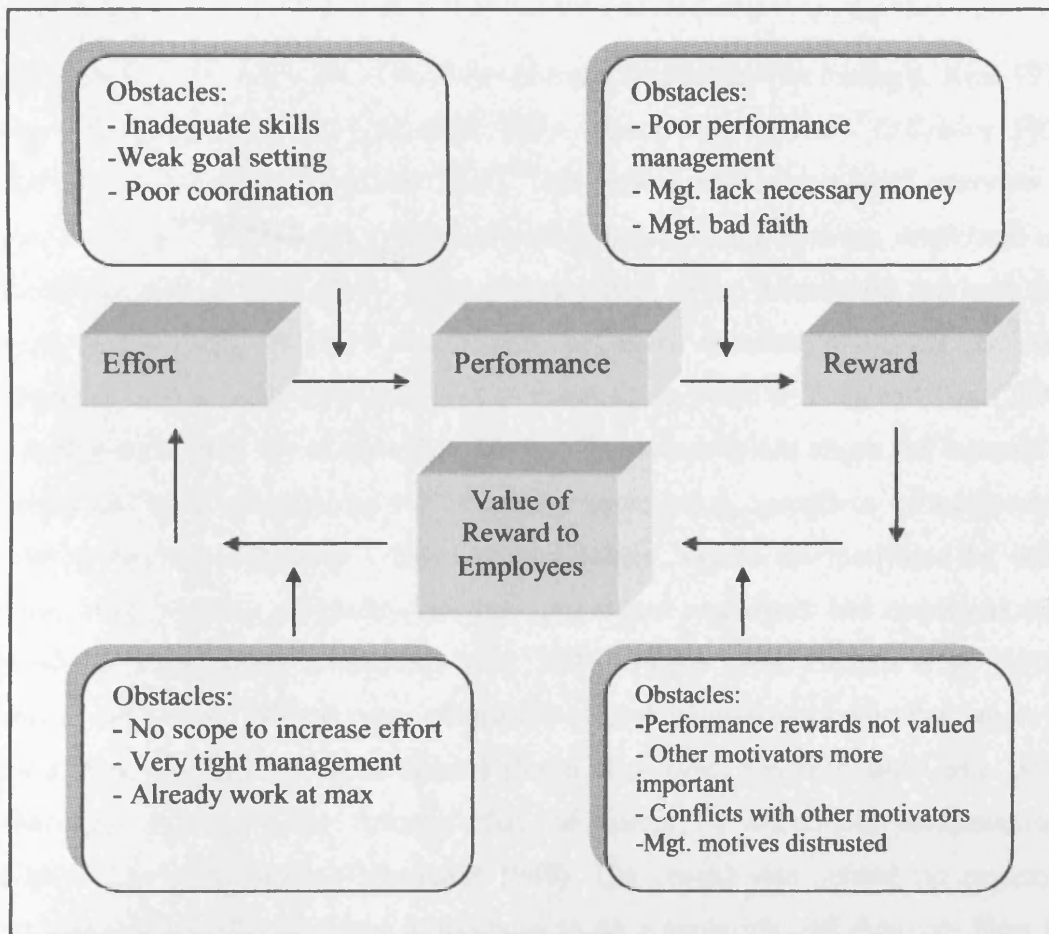 Obstacles:
- Inadequate skills
-Weak goal setting
- Poor coordination
Obstacles:
- Poor performance
management
- Mgt. lack necessary money
- Mgt. bad faith
Effort
Performance
Reward
Value of
Reward to
Employees
Obstacles:
- No scope to increase effort
- Very tight management
- Already work at max
Obstacles:
-Performance rewards not valued
- Other motivators more
important
- Conflicts with other motivators
-Mgt. motives distrusted